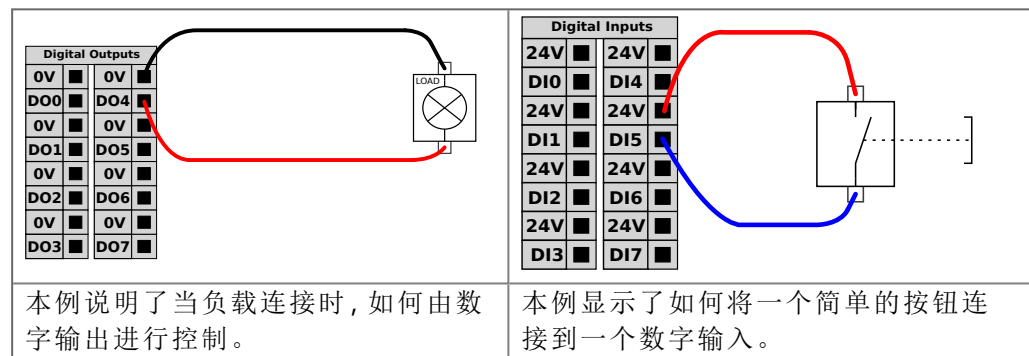 Digital Outputs
0V 0V
DO0 DO4
0V 0V
DO1 DO5
0V 0V
DO2 DO6
0V 0V
DO3 DO7
LOAD
Digital Inputs
24V 24V
DI0 DI4
24V 24V
DI1 DI5
24V 24V
DI2 DI6
24V 24V
DI3 DI7
本例说明了当负载连接时,如何由数
字输出进行控制。
本例显示了如何将一个简单的按钮连
接到一个数字输入。